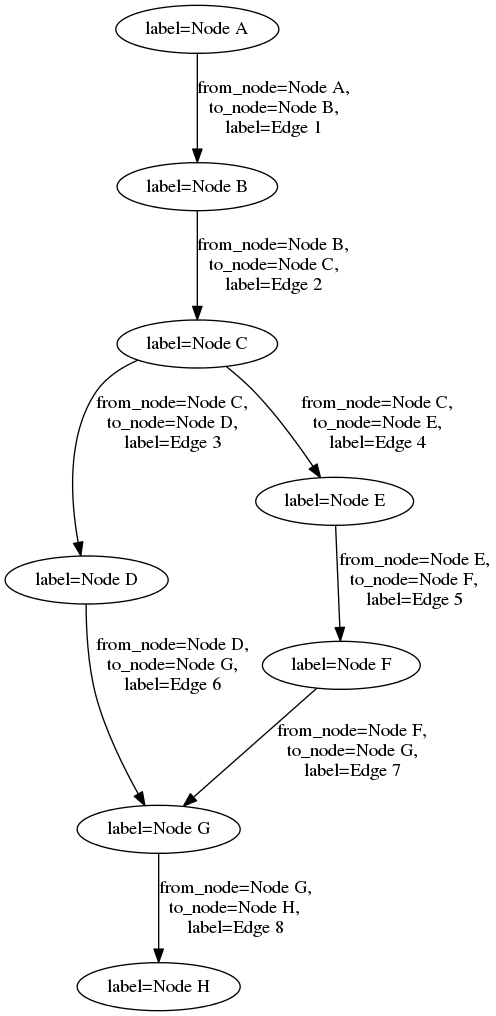 label=Node A
from_node=Node A,
to_node=Node B,
label=Edge 1
label=Node B
from_node=Node B,
to_node=Node C,
label=Edge 2
label=Node C
from_node=Node C,
to_node=Node D,
label=Edge 3
from_node=Node C,
to_node=Node E,
label=Edge 4
label=Node E
from_node=Node E,
to_node=Node F,
label=Edge 5
label=Node D
from_node=Node D,
to_node=Node G,
label=Edge 6
label=Node F
from_node=Node F,
to_node=Node G,
label=Edge 7
label=Node G
from_node=Node G,
to_node=Node H,
label=Edge 8
label=Node H